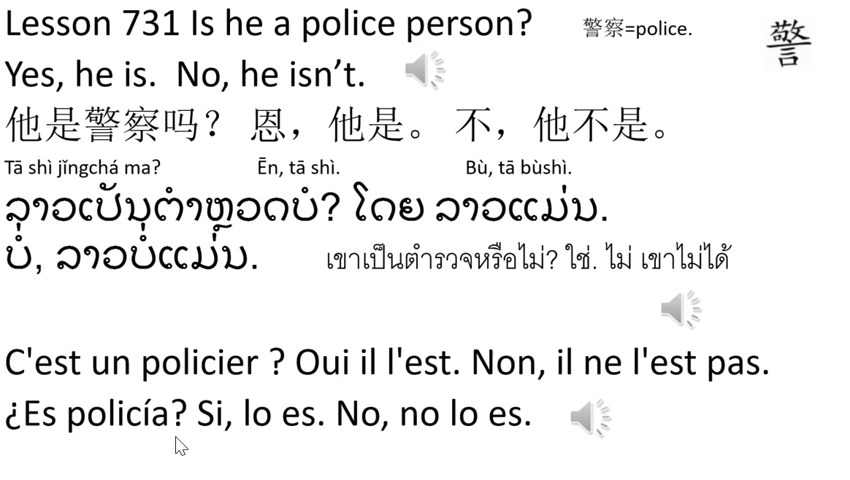 Lesson 731 Is he a police person?
警察=police.
警
Yes, he is. No, he isn't.
他是警察吗? 恩，他是。 不，他不是。
Tā shì jǐngchá ma? Ēn, tā shì. Bù, tā bùshì.
ລາວເປັນຕຳຫຼວດບໍ? ໂດຍ ລາວແມ່ນ.
ບໍ່, ລາວບໍ່ແມ່ນ.
เขาเป็นตำรวจหรือไม่? ใช่. ไม่ เขาไม่ได้
C'est un policier ? Oui il l'est. Non, il ne l'est pas.
¿Es policía? Si, lo es. No, no lo es.